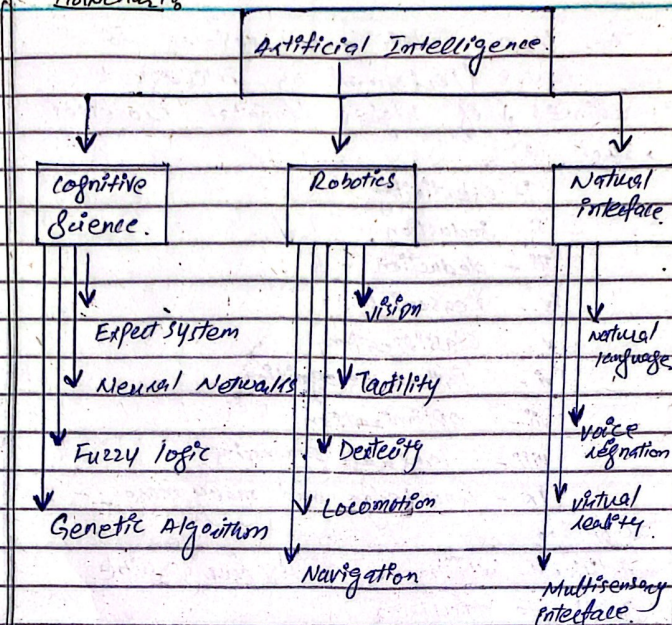 Artificial Intelligence.
Cognitive
Science.
Robotics
Natural
interface
Expert system
Neural Networks
Fuzzy logic
Genetic Algorithm
Vision
Tactility
Dexterity
Locomotion
Navigation
Natural
language
Voice
virtual
reality.
Multisensory
interface.